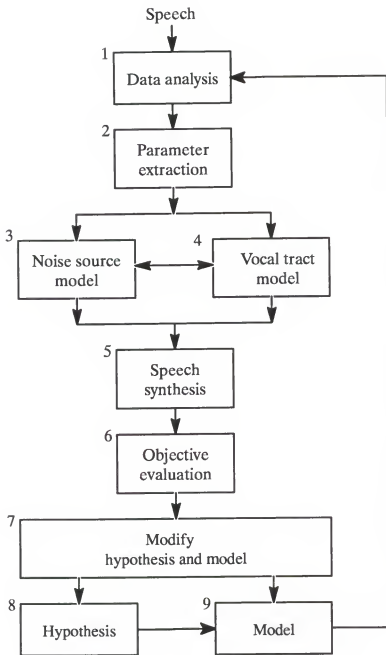 Speech
1
Data analysis
2
Parameter
extraction
3
Noise source
model
4
Vocal tract
model
5
Speech
synthesis
6
Objective
evaluation
7
Modify
hypothesis and model
8
Hypothesis
9
Model